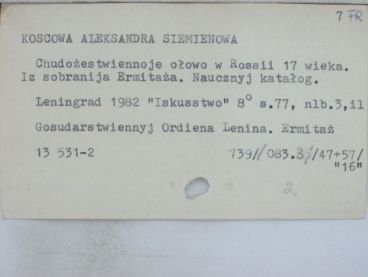 7 FR
KOSCOWA ALEKSANDRA SIEMIENOWA
Chudożestwiennoje ołowo w Rossii 17 wieka.
Iz sobranija Ermitaża. Naucznyj katałog.
Leningrad 1982 "Iskusstwo" 8° s.77, nlb.3,il
Gosudarstwiennyj Ordiena Lenina. Ermitaż
13 531-2 739//083.3//47+57/
"16"
2